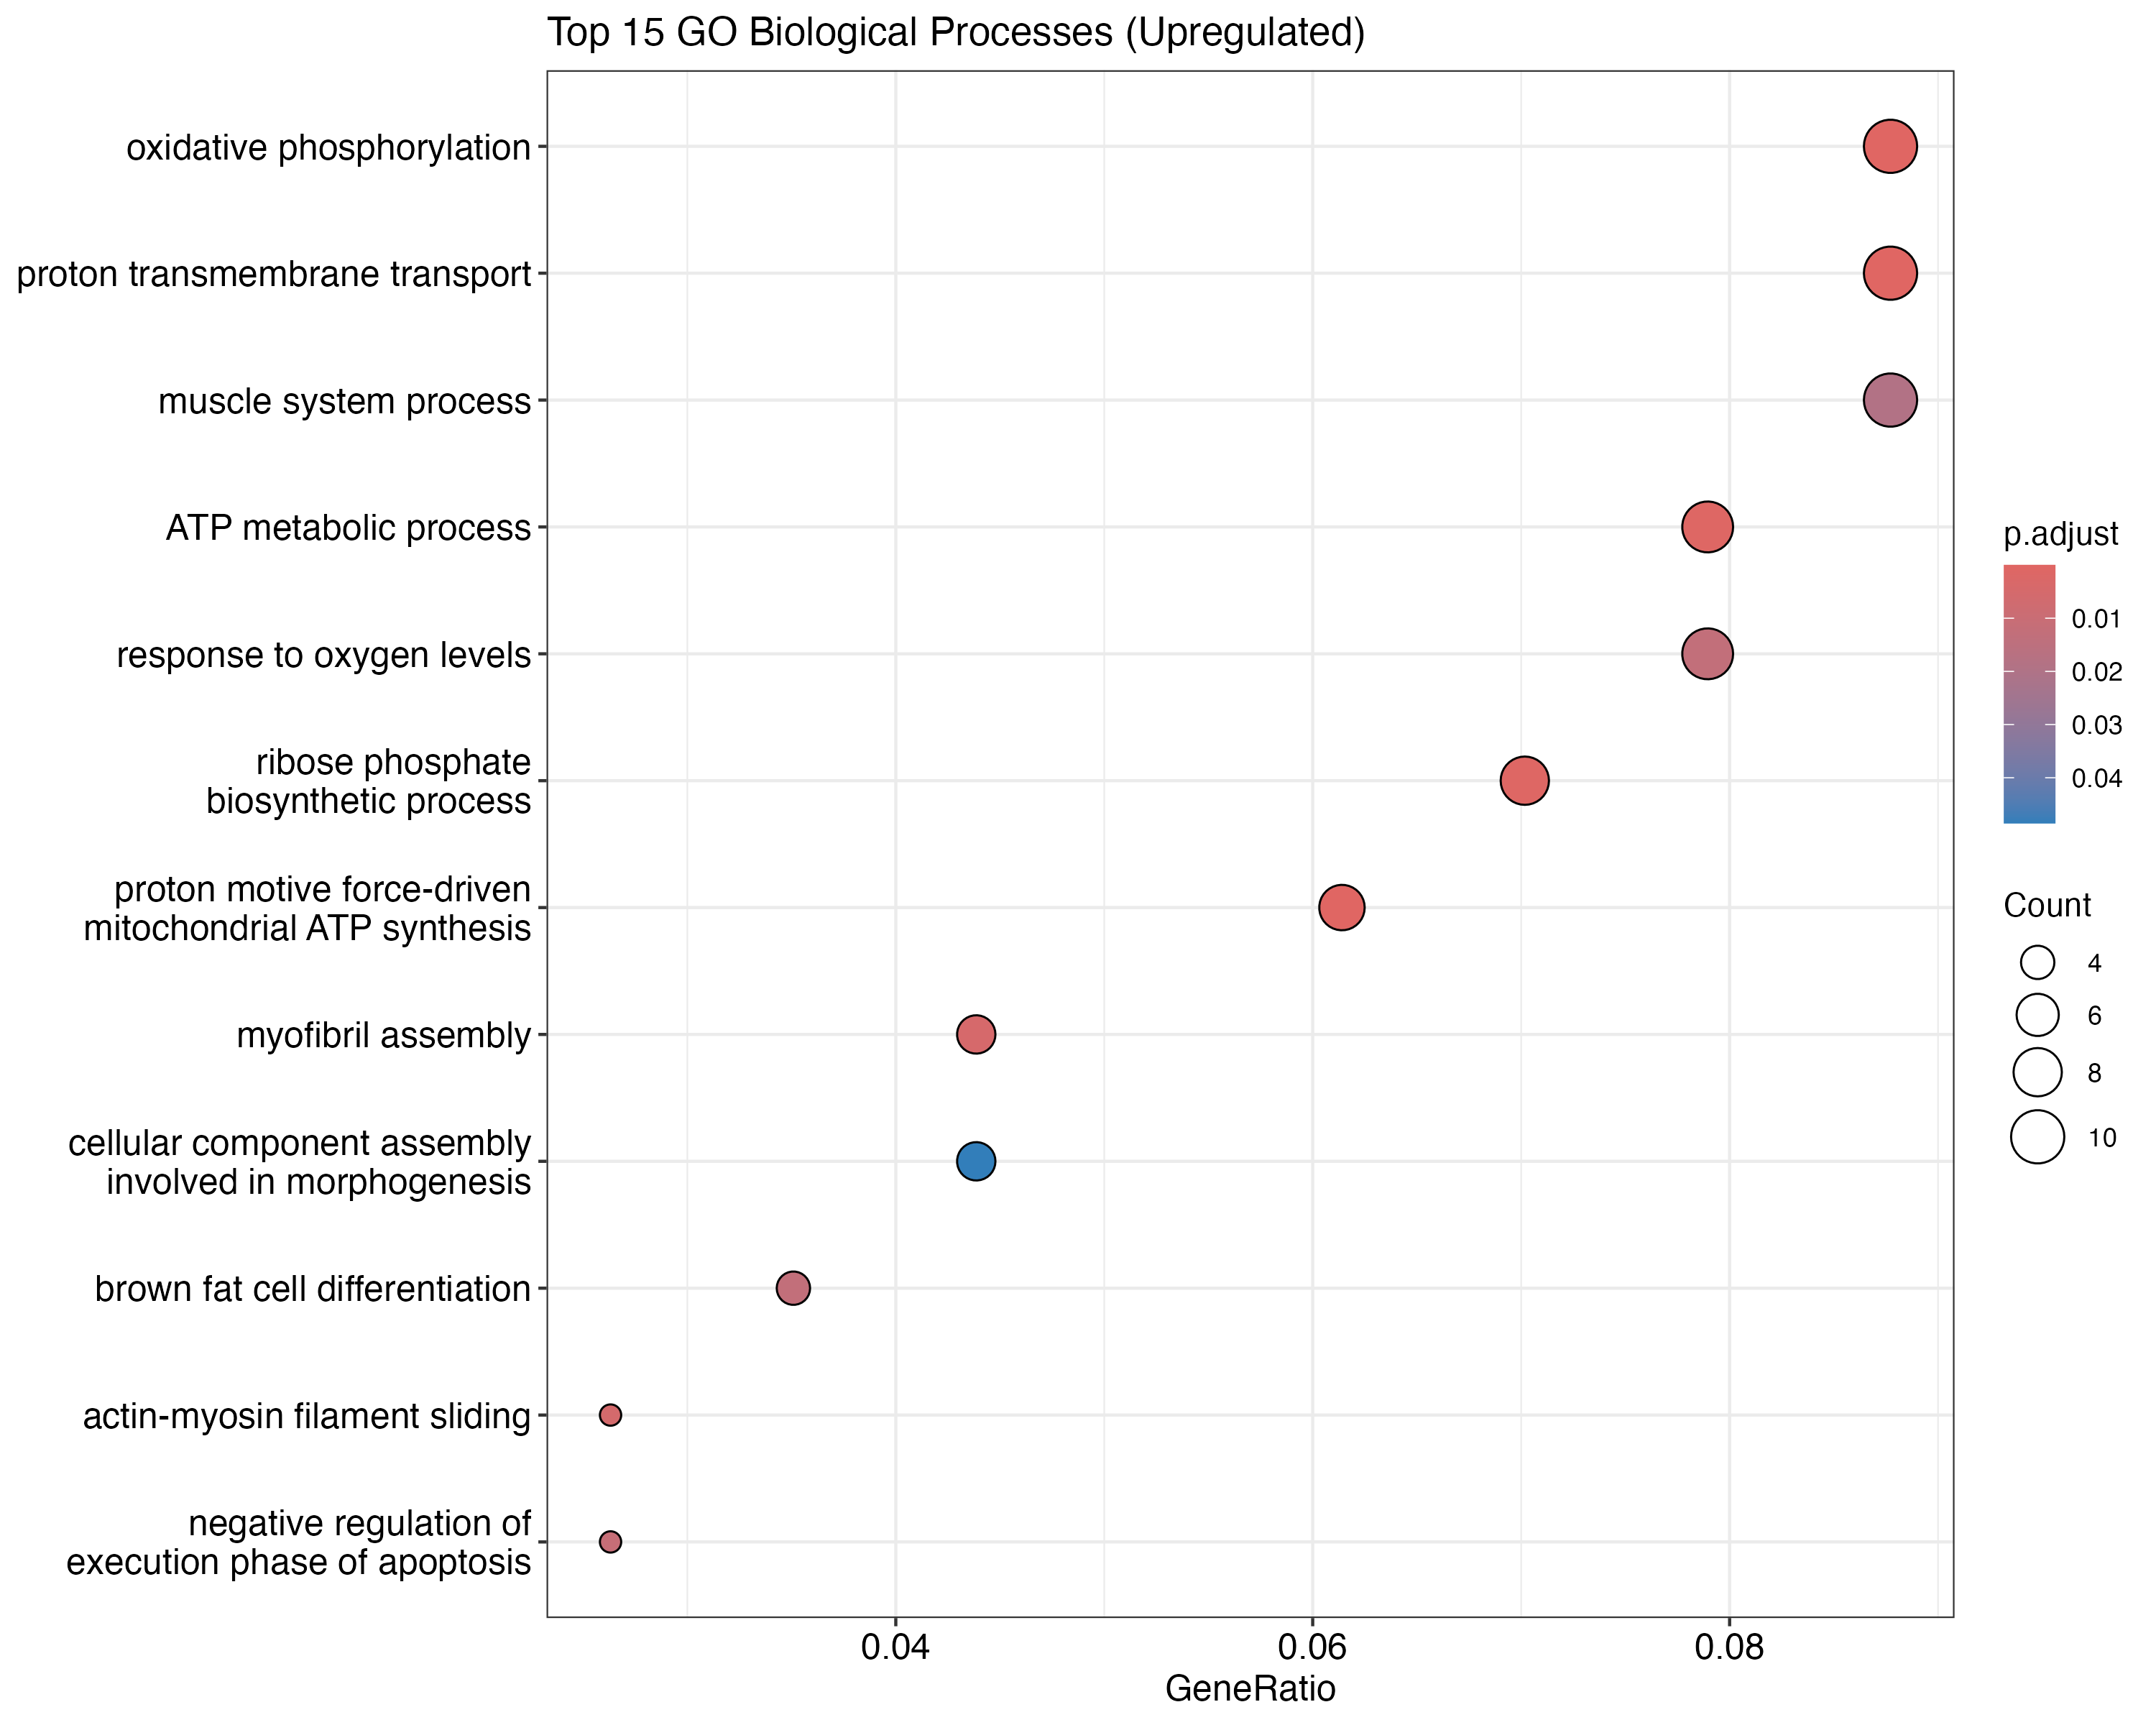 Top 15 GO Biological Processes (Upregulated)
oxidative phosphorylation
proton transmembrane transport
muscle system process
ATP metabolic process
response to oxygen levels
ribose phosphate
biosynthetic process
proton motive force-driven
mitochondrial ATP synthesis
myofibril assembly
cellular component assembly
involved in morphogenesis
brown fat cell differentiation
actin-myosin filament sliding
negative regulation of
execution phase of apoptosis
0.04
0.06
0.08
GeneRatio
p.adjust
0.01
0.02
0.03
0.04
Count
4
6
8
10